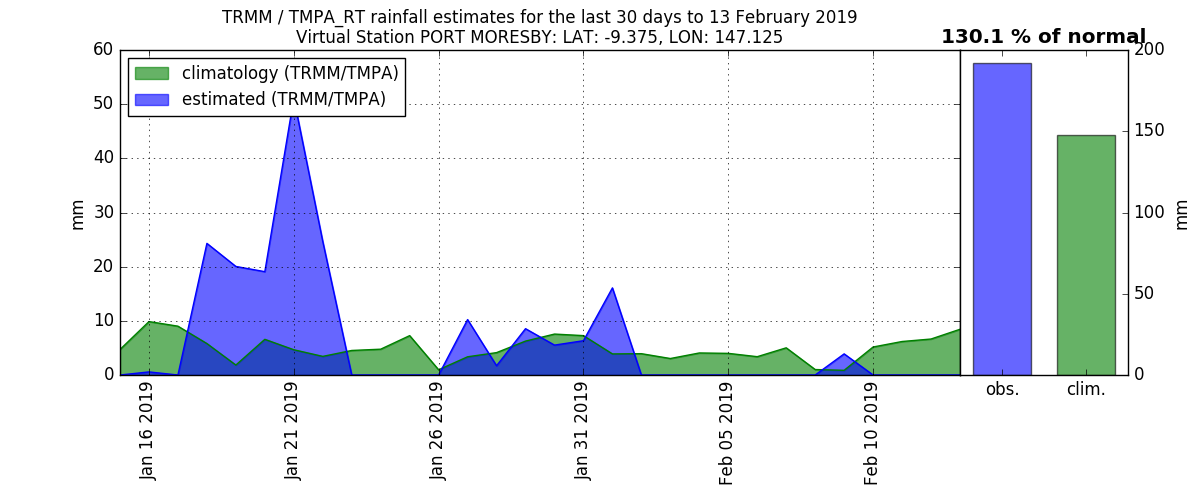 TRMM / TMPA_RT rainfall estimates for the last 30 days to 13 February 2019
Virtual Station PORT MORESBY: LAT: -9.375, LON: 147.125
130.1 % of normal
climatology (TRMM/TMPA)
estimated (TRMM/TMPA)
60
50
40
30
20
10
0
mm
Jan 16 2019
Jan 21 2019
Jan 26 2019
Jan 31 2019
Feb 05 2019
Feb 10 2019
obs.
clim.
200
150
100
50
0
mm